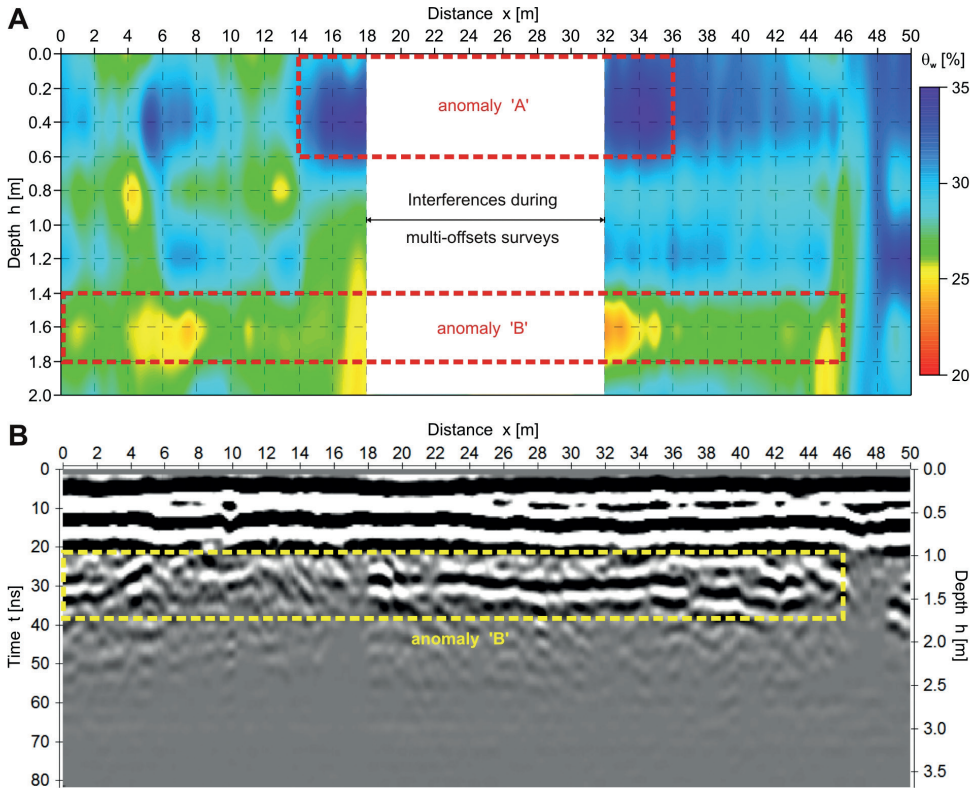 A
Distance x [m]
0 2 4 6 8 10 12 14 16 18 20 22 24 26 28 30 32 34 36 38 40 42 44 46 48 50
Depth h [m]
0.0
0.2
0.4
0.6
0.8
1.0
1.2
1.4
1.6
1.8
2.0
anomaly 'A'
Interferences during
multi-offsets surveys
anomaly 'B'
θw [%]
35
30
25
20
B
Distance x [m]
0 2 4 6 8 10 12 14 16 18 20 22 24 26 28 30 32 34 36 38 40 42 44 46 48 50
Time t [ns]
0
10
20
30
40
50
60
70
80
anomaly 'B'
0.0
0.5
1.0
1.5
2.0
2.5
3.0
3.5
Depth h [m]